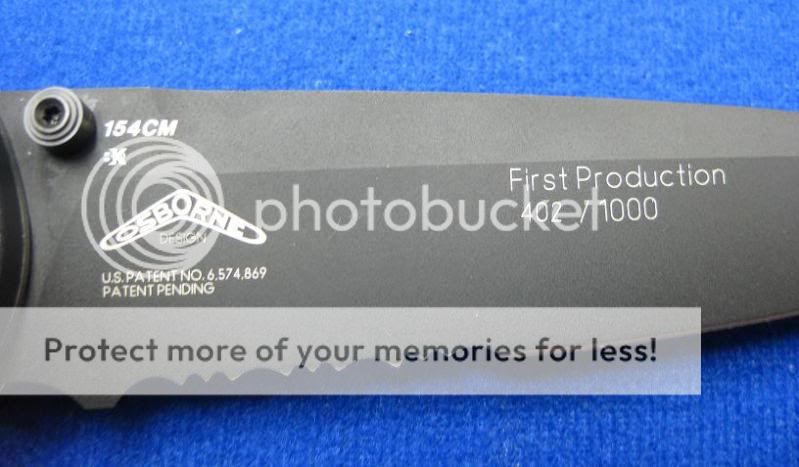 154CM
OSBORNE
DESIGN
U.S. PATENT NO. 6,574,869
PATENT PENDING
First Production
402 / 1000
photobucket
Protect more of your memories for less!